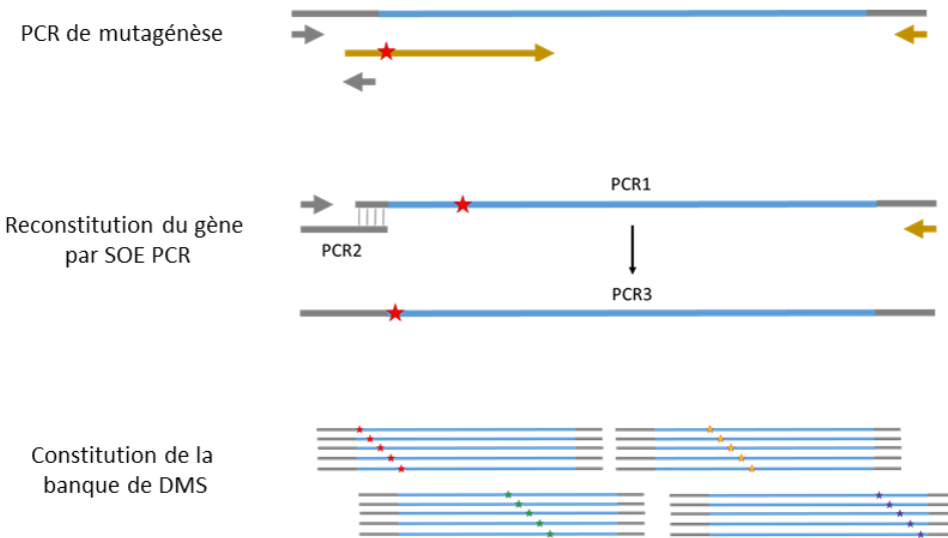 PCR de mutagénèse
PCR1
Reconstitution du gène
par SOE PCR
PCR2
PCR3
Constitution de la
banque de DMS